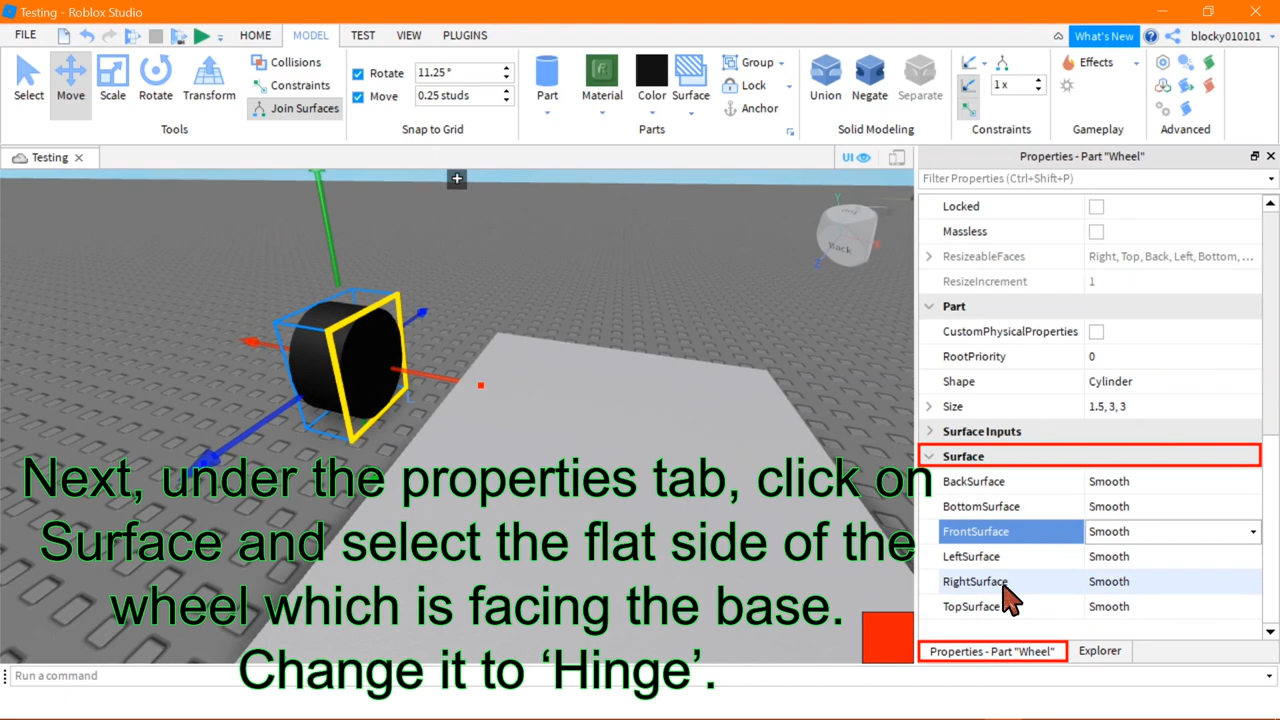 Testing - Roblox Studio
FILE HOME MODEL TEST VIEW PLUGINS What's New blocky010101
Select Move Scale Rotate Transform
Collisions
Constraints
Join Surfaces
Tools
Rotate 11.25°
Move 0.25 studs
Snap to Grid
Part Material Color Surface
Group
Lock
Anchor
Parts
Union Negate Separate
Solid Modeling
1 x
Constraints
Effects
Gameplay
Advanced
Testing
UI
Properties - Part "Wheel"
Filter Properties (Ctrl+Shift+P)
Y
X
Z
Back
Locked
Massless
ResizeableFaces Right, Top, Back, Left, Bottom, ...
ResizeIncrement 1
Part
CustomPhysicalProperties
RootPriority 0
Shape Cylinder
Size 1.5, 3, 3
Surface Inputs
Surface
BackSurface Smooth
BottomSurface Smooth
FrontSurface Smooth
LeftSurface Smooth
RightSurface Smooth
TopSurface Smooth
Next, under the properties tab, click on
Surface and select the flat side of the
wheel which is facing the base.
Change it to ‘Hinge’.
Properties - Part "Wheel" Explorer
Run a command